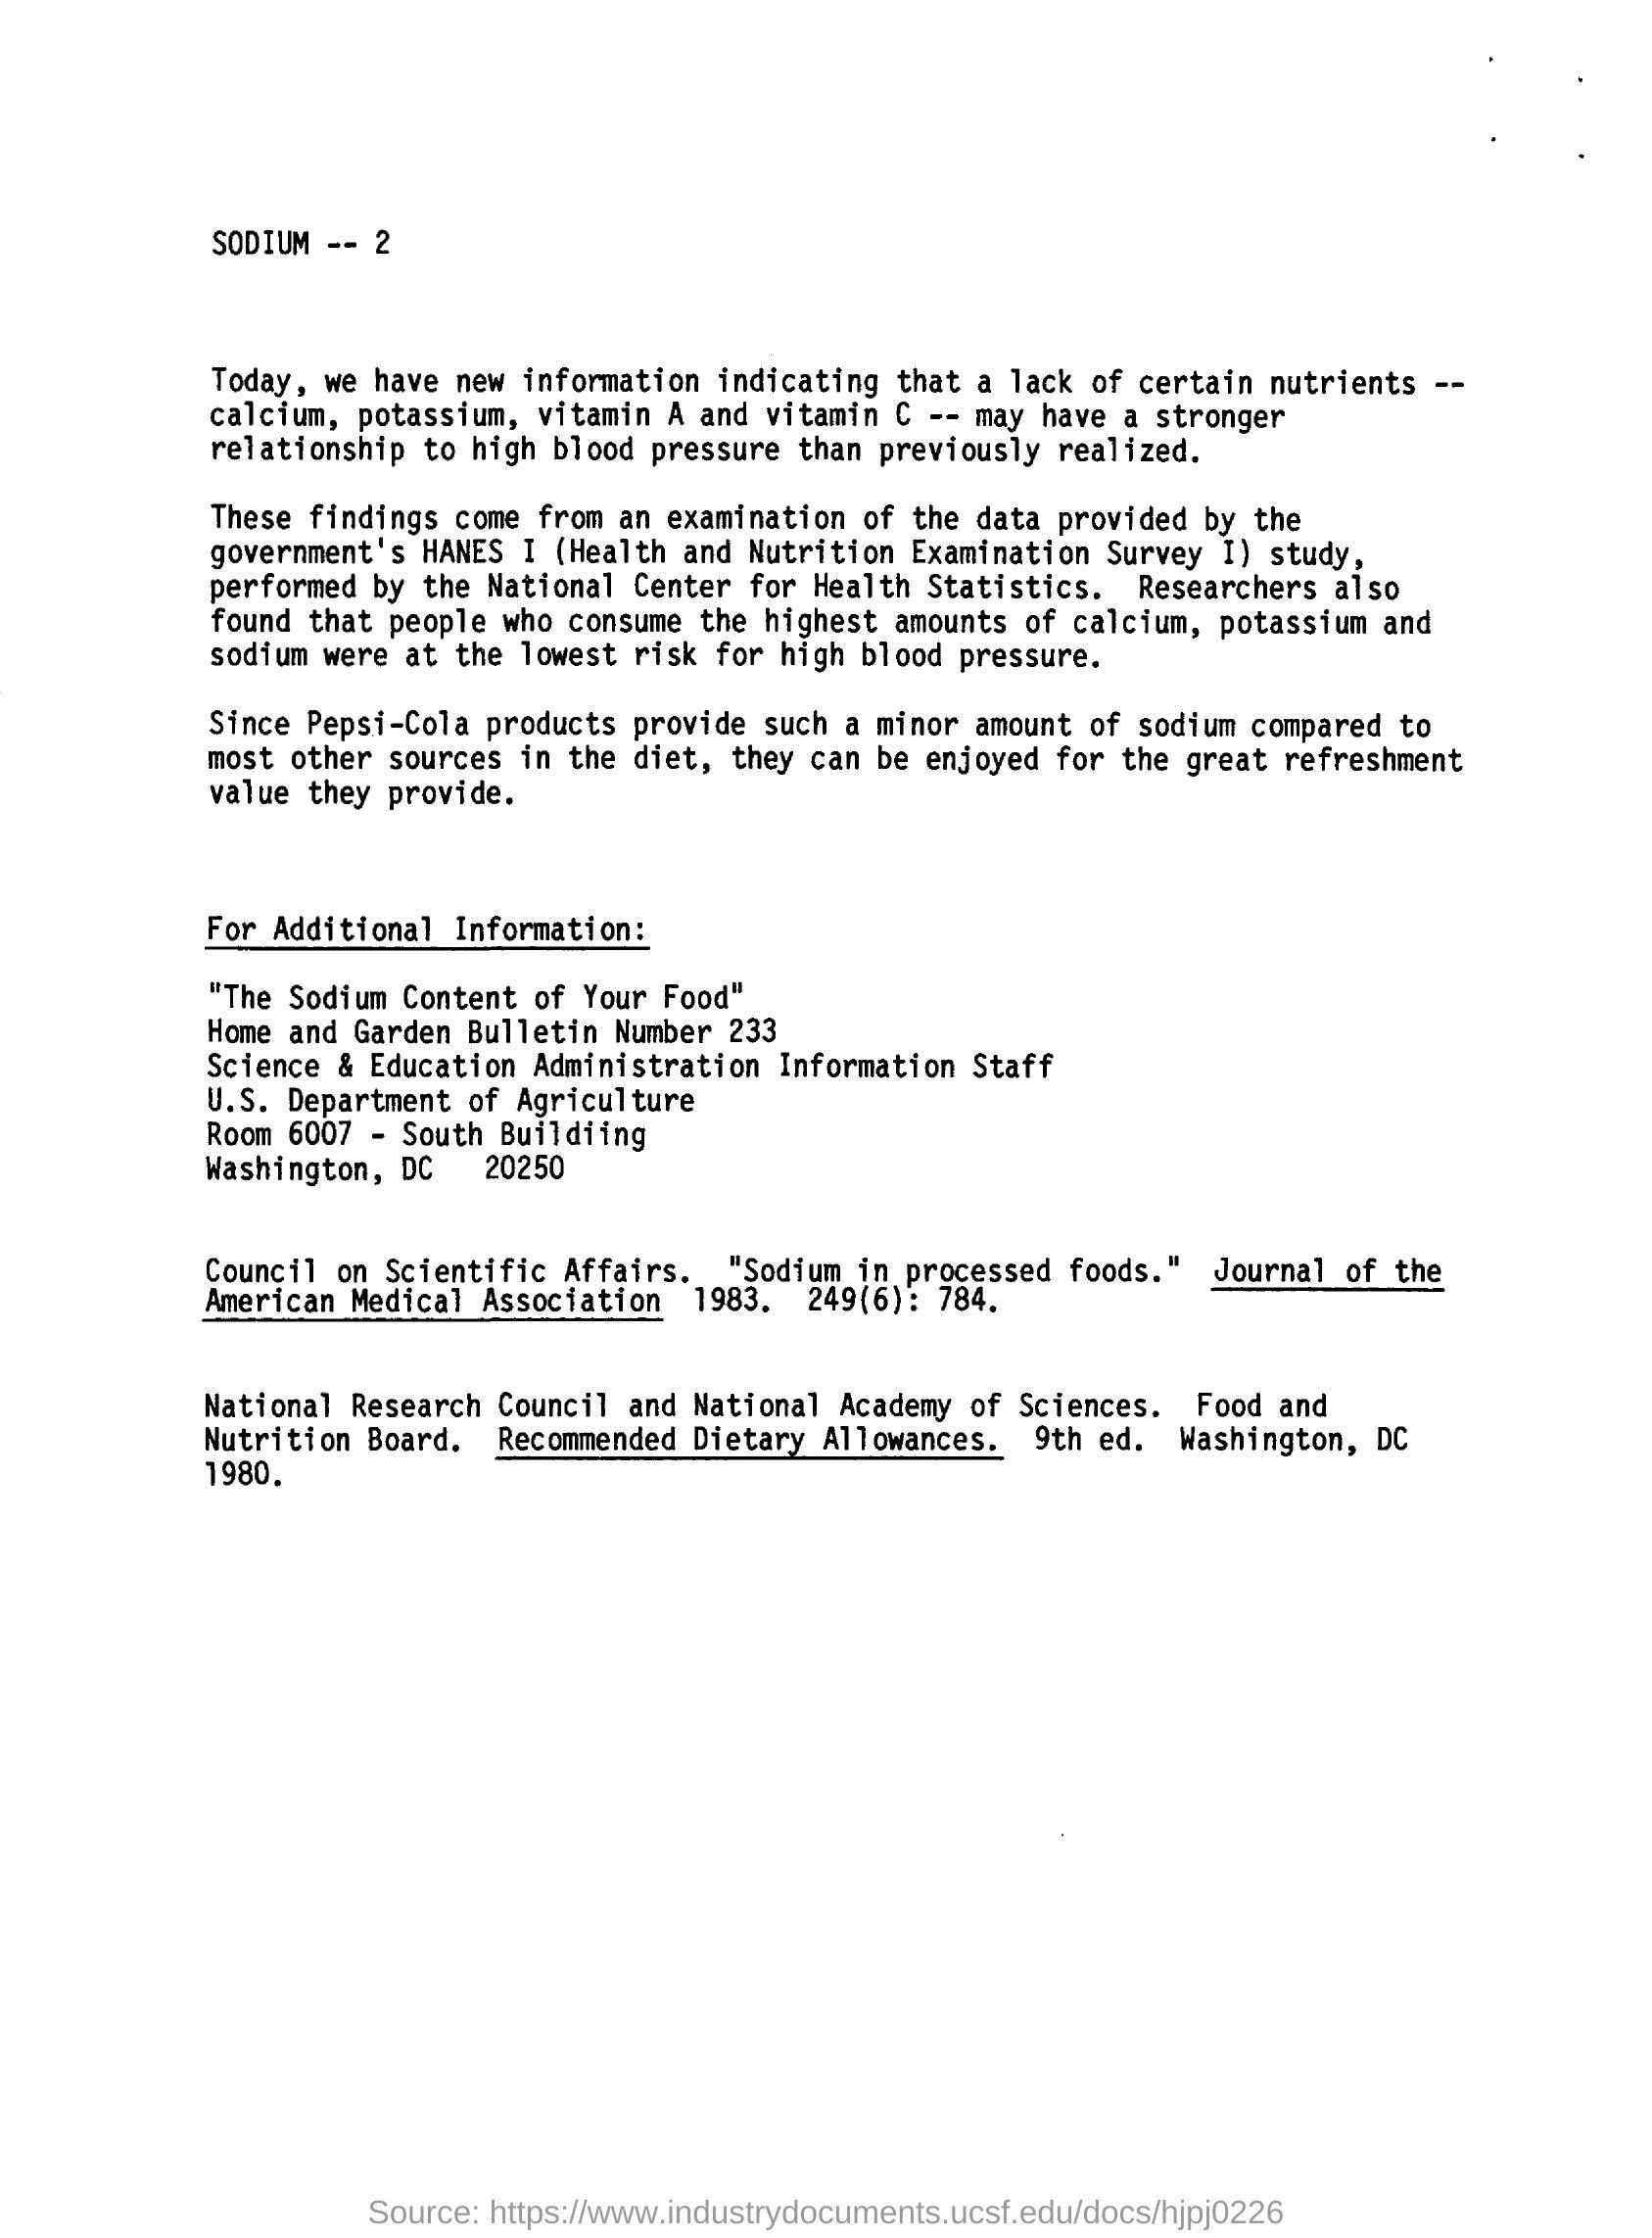 SODIUM -- 2
Today, we have new information indicating that a lack of certain nutrients --
calcium, potassium, vitamin A and vitamin C -- may have a stronger
relationship to high blood pressure than previously realized.
These findings come from an examination of the data provided by the
government's HANES I (Health and Nutrition Examination Survey I) study,
performed by the National Center for Health Statistics. Researchers also
found that people who consume the highest amounts of calcium, potassium and
sodium were at the lowest risk for high blood pressure.
Since Pepsi-Cola products provide such a minor amount of sodium compared to
most other sources in the diet, they can be enjoyed for the great refreshment
value they provide.
For Additional Information:
"The Sodium Content of Your Food"
Home and Garden Bulletin Number 233
Science & Education Administration Information Staff
U.S. Department of Agriculture
Room 6007 - South Buildiing
Washington, DC 20250
Council on Scientific Affairs. "Sodium in processed foods." Journal of the
American Medical Association 1983. 249(6): 784.
National Research Council and National Academy of Sciences. Food and
Nutrition Board. Recommended Dietary Allowances. 9th ed. Washington, DC
1980.
Source: https://www.industrydocuments.ucsf.edu/docs/hjpj0226